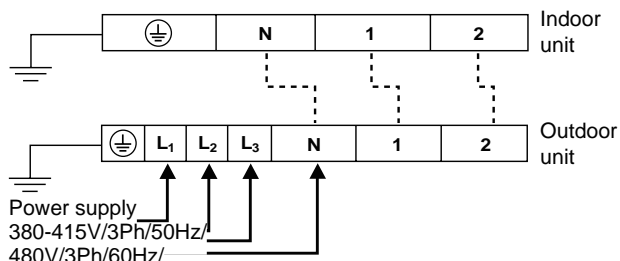 N 1 2
Indoor
unit
L₁ L₂ L₃ N 1 2
Outdoor
unit
Power supply
380-415V/3Ph/50Hz/
480V/3Ph/60Hz/